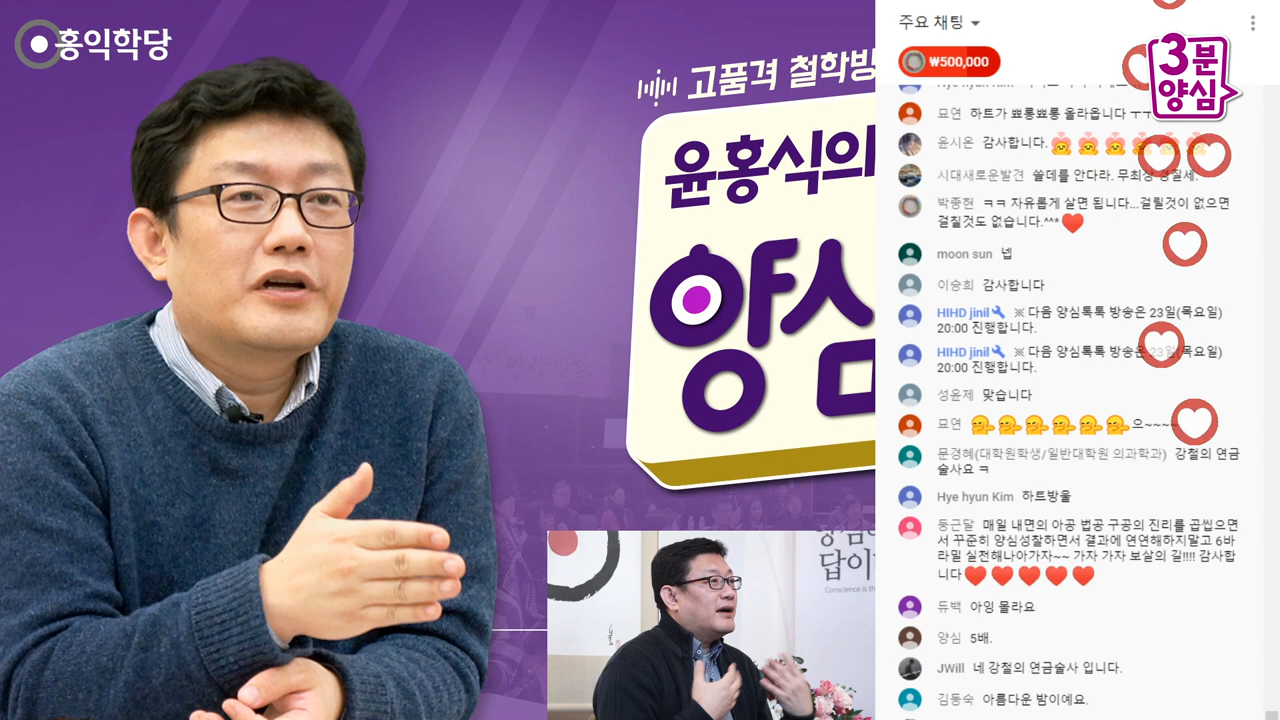 홍익학당
고품격 철학방
윤홍식의
양심
답이
Conscience is th
주요 채팅
₩500,000
3분
양심
묘연 하트가 뾰롱뾰롱 올라옵니다 ㅜㅜ
윤시온 감사합니다.
시대새로운발견 쓸데를 안다라. 무최상
박종현 ㅋㅋ 자유롭게 살면 됩니다...걸릴것이 없으면
걸칠것도 없습니다.^^*
moon sun 넵
이승희 감사합니다
HIHD jinil ※ 다음 양심톡톡 방송은 23일(목요일)
20:00 진행합니다.
HIHD jinil ※ 다음 양심톡톡 방송은 23일(목요일)
20:00 진행합니다.
성윤제 맞습니다
묘연 으~~~~
문경혜(대학원학생/일반대학원 의과학과) 강철의 연금
술사요 ㅋ
Hye hyun Kim 하트방울
둥근달 매일 내면의 아공 법공 구공의 진리를 곱씹으면
서 꾸준히 양심성찰하면서 결과에 연연해하지말고 6바
라밀 실천해나아가자~~ 가자 가자 보살의 길!!!! 감사합
니다
듀백 아잉 몰라요
양심 5배.
JWill 네 강철의 연금술사 입니다.
김동숙 아름다운 밤이예요.